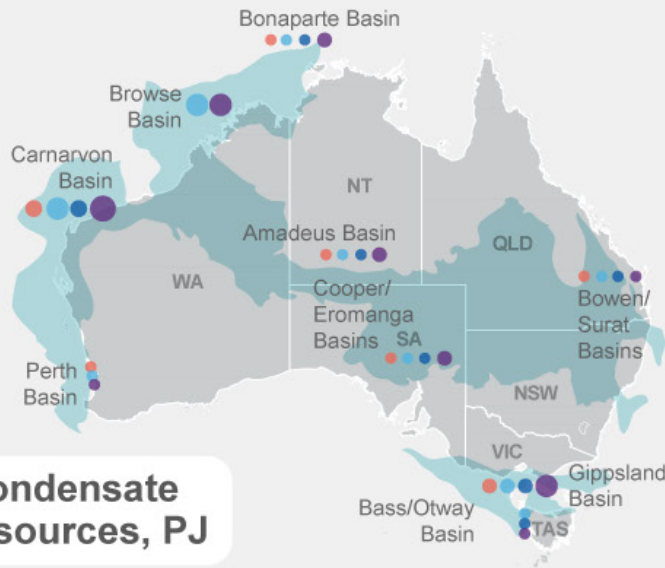 Bonaparte Basin
Browse
Basin
Carnarvon
Basin
NT
Amadeus Basin
QLD
WA
Cooper/
Eromanga
Basins
SA
Bowen/
Surat
Basins
Perth
Basin
NSW
VIC
Gippsland
Basin
Bass/Otway
Basin
TAS
ondensate
sources, PJ